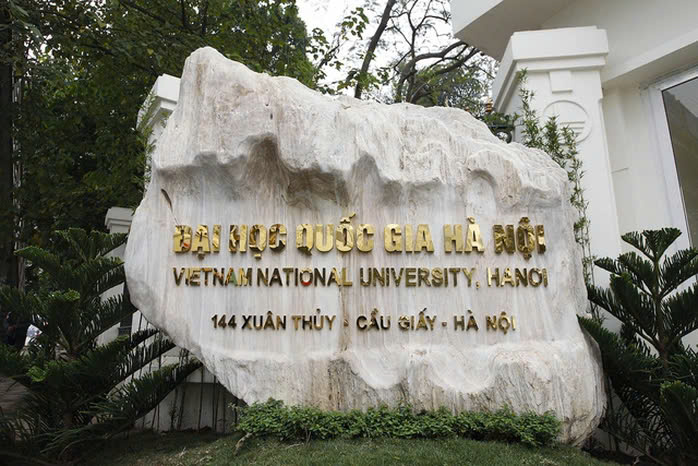 ĐẠI HỌC QUỐC GIA HÀ NỘI
VIETNAM NATIONAL UNIVERSITY, HANOI
144 XUÂN THỦY - CẦU GIẤY - HÀ NỘI